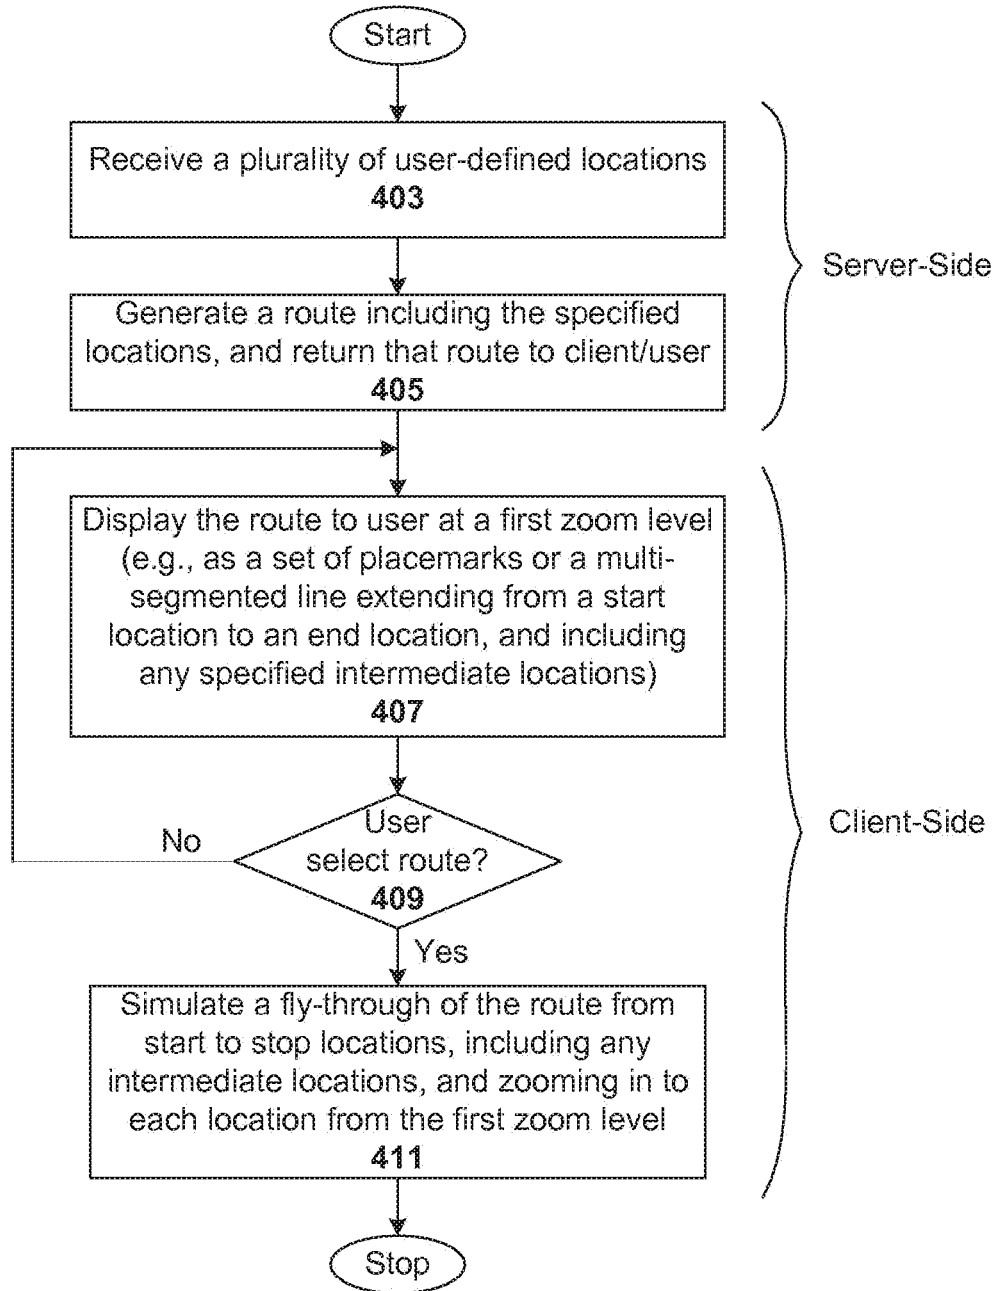 Start
Receive a plurality of user-defined locations
403
Server-Side
Generate a route including the specified
locations, and return that route to client/user
405
Display the route to user at a first zoom level
(e.g., as a set of placemarks or a multi-
segmented line extending from a start
location to an end location, and including
any specified intermediate locations)
407
Client-Side
No
User
select route?
409
Yes
Simulate a fly-through of the route from
start to stop locations, including any
intermediate locations, and zooming in to
each location from the first zoom level
411
Stop